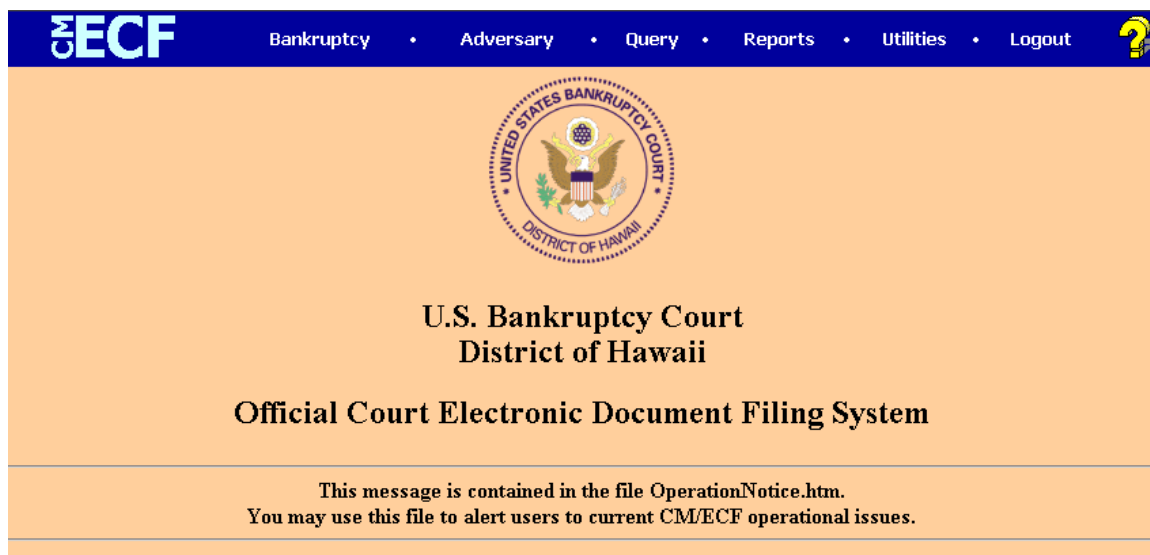 CM ECF Bankruptcy • Adversary • Query • Reports • Utilities • Logout ?
UNITED STATES BANKRUPTCY COURT
DISTRICT OF HAWAII
U.S. Bankruptcy Court
District of Hawaii
Official Court Electronic Document Filing System
This message is contained in the file OperationNotice.htm.
You may use this file to alert users to current CM/ECF operational issues.